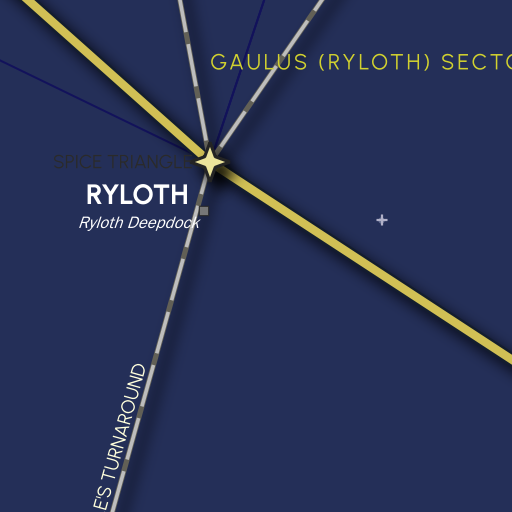 GAULUS (RYLOTH) SECTO
SPICE TRIANGLE
RYLOTH
Ryloth Deepdock
E'S TURNAROUND